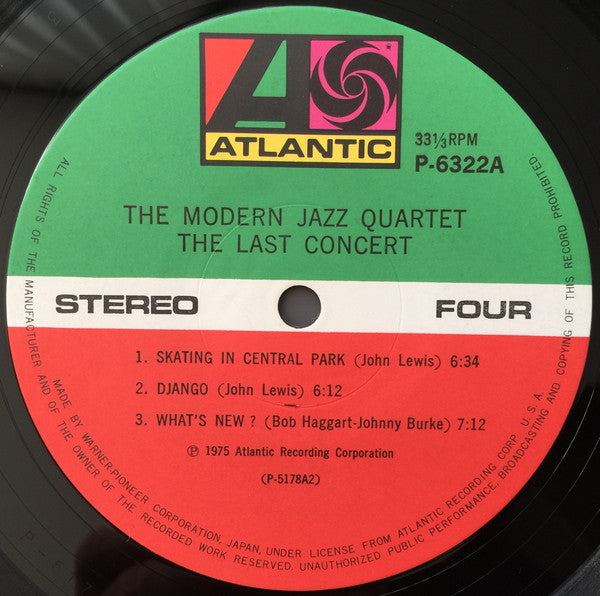 ATLANTIC
33⅓ RPM
P-6322A
THE MODERN JAZZ QUARTET
THE LAST CONCERT
STEREO
FOUR
1. SKATING IN CENTRAL PARK (John Lewis) 6:34
2. DJANGO (John Lewis) 6:12
3. WHAT'S NEW ? (Bob Haggart-Johnny Burke) 7:12
Ⓟ 1975 Atlantic Recording Corporation
(P-5178A2)
ALL RIGHTS OF THE MANUFACTURER AND OF THE OWNER OF THE RECORDED WORK RESERVED. UNAUTHORIZED PUBLIC PERFORMANCE, BROADCASTING AND COPYING OF THIS RECORD PROHIBITED.
MADE BY WARNER-PIONEER CORPORATION, JAPAN, UNDER LICENSE FROM ATLANTIC RECORDING CORP. U. S. A.